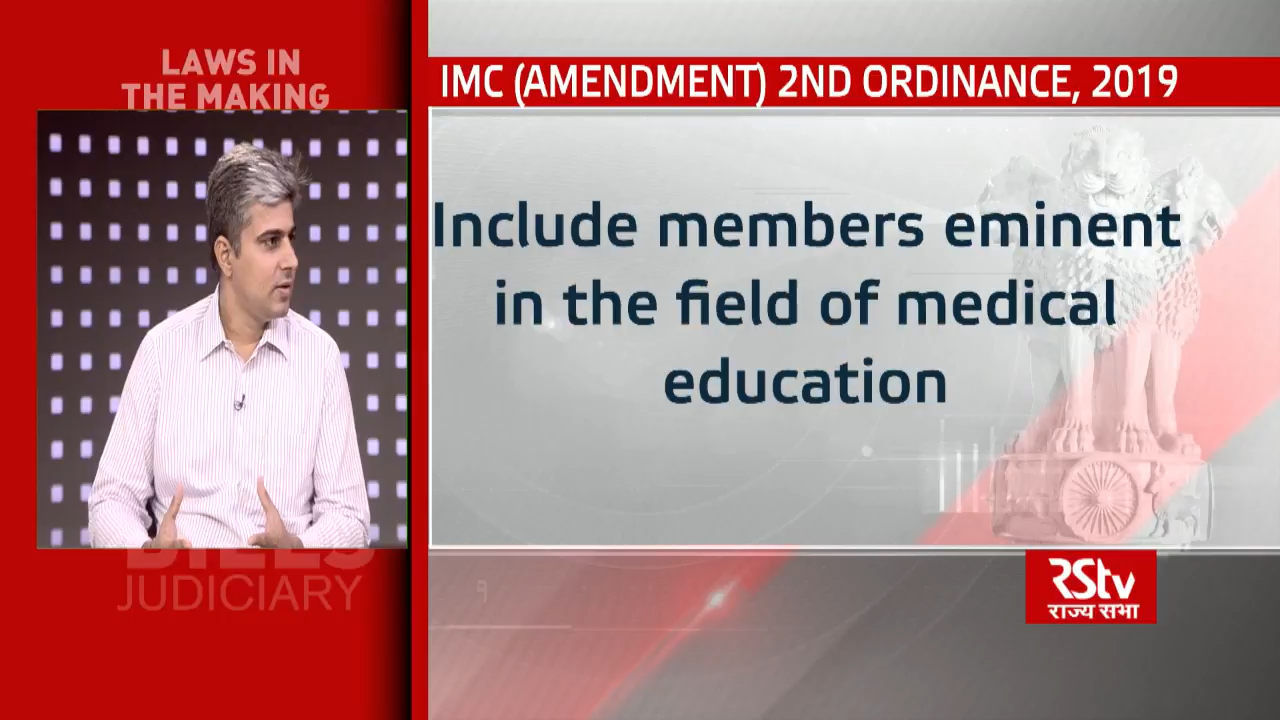 LAWS IN
THE MAKING
IMC (AMENDMENT) 2ND ORDINANCE, 2019
Include members eminent
in the field of medical
education
BILLS
JUDICIARY
RSTV
राज्य सभा